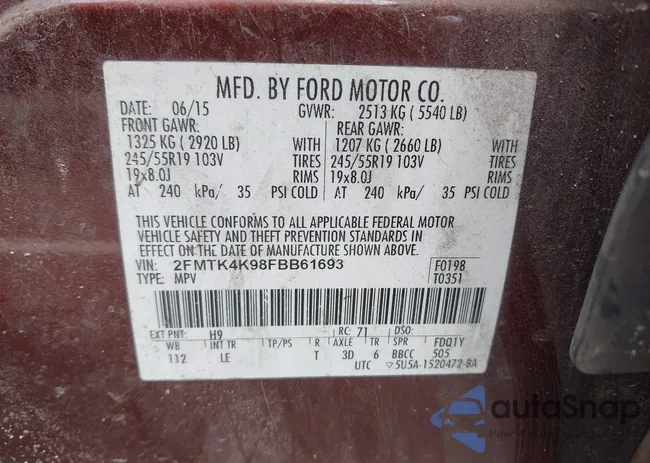 MFD. BY FORD MOTOR CO.
DATE: 06/15 GVWR: 2513 KG ( 5540 LB)
FRONT GAWR: REAR GAWR:
1325 KG ( 2920 LB) WITH 1207 KG ( 2660 LB) WITH
245/55R19 103V TIRES 245/55R19 103V TIRES
19x8.0J RIMS 19x8.0J RIMS
AT 240 kPa/ 35 PSI COLD AT 240 kPa/ 35 PSI COLD
THIS VEHICLE CONFORMS TO ALL APPLICABLE FEDERAL MOTOR
VEHICLE SAFETY AND THEFT PREVENTION STANDARDS IN
EFFECT ON THE DATE OF MANUFACTURE SHOWN ABOVE.
VIN: 2FMTK4K98FBB61693 F0198
TYPE: MPV T0351
EXT PNT: H9 RC: 71 DSO:
WB INT TR TP/PS R AXLE TR SPR FDQ1Y
112 LE T 3D 6 BBCC 505
UTC ▽5U5A-1520472-BA
autoSnap